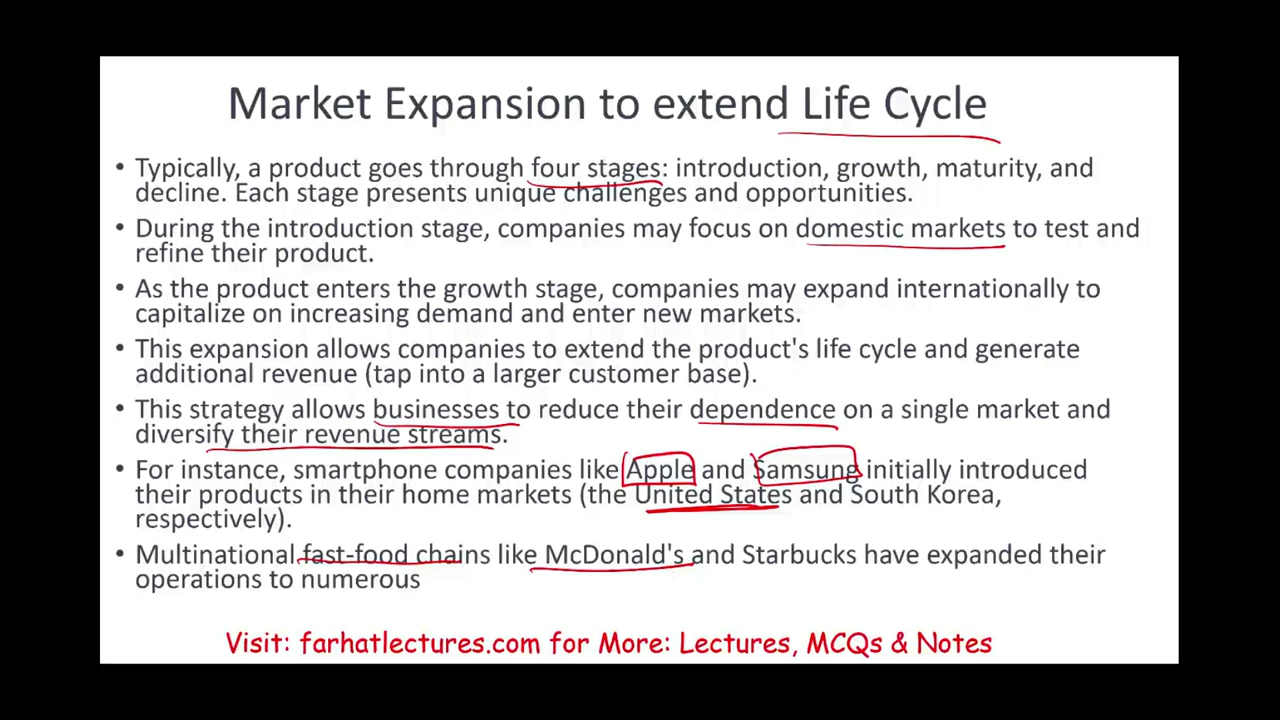 Market Expansion to extend Life Cycle
• Typically, a product goes through four stages: introduction, growth, maturity, and
decline. Each stage presents unique challenges and opportunities.
• During the introduction stage, companies may focus on domestic markets to test and
refine their product.
• As the product enters the growth stage, companies may expand internationally to
capitalize on increasing demand and enter new markets.
• This expansion allows companies to extend the product's life cycle and generate
additional revenue (tap into a larger customer base).
• This strategy allows businesses to reduce their dependence on a single market and
diversify their revenue streams.
• For instance, smartphone companies like Apple and Samsung initially introduced
their products in their home markets (the United States and South Korea,
respectively).
• Multinational fast-food chains like McDonald's and Starbucks have expanded their
operations to numerous
Visit: farhatlectures.com for More: Lectures, MCQs & Notes